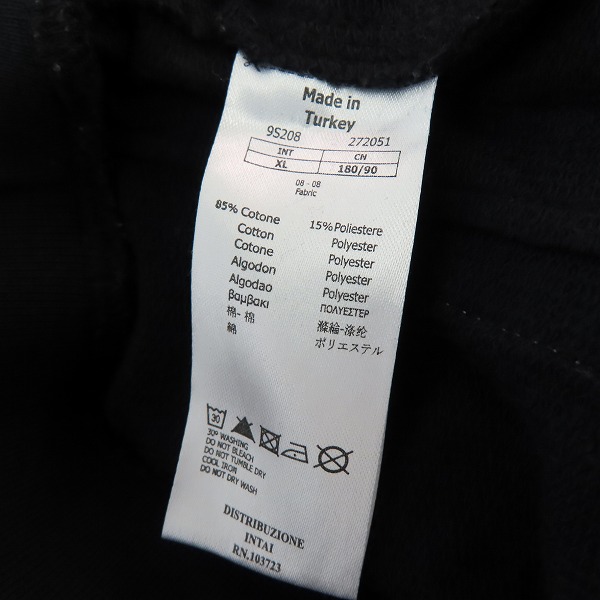 Made in
Turkey
9S208 272051
INT CN
XL 180/90
08 - 08
Fabric
85% Cotone 15% Poliestere
Cotton Polyester
Cotone Polyester
Algodon Polyester
Algodao Polyester
βαμβακι ΠΟΛΥΕΣΤΕΡ
棉- 棉 滌綸-涤纶
綿 ポリエステル
30
30° WASHING
DO NOT BLEACH
DO NOT TUMBLE DRY
COOL IRON
DO NOT DRY WASH
DISTRIBUZIONE
INTAI
RN.103723